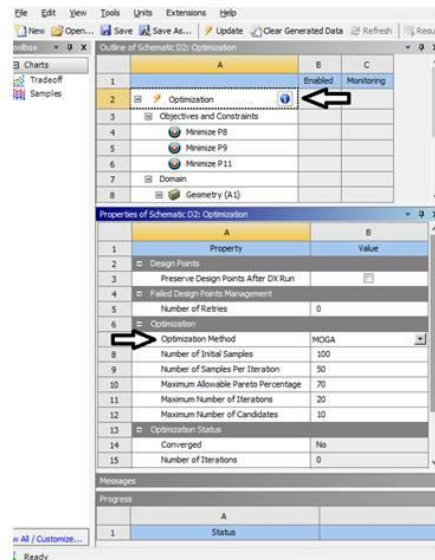 File Edit View Tools Units Extensions Help
New Open... Save Save As... Update Clear Generated Data Refresh
Outline of Schematic D2: Optimization
Charts
Tradeoff
Samples
A B C
1 Enabled Monitoring
2 Optimization
3 Objectives and Constraints
4 Minimize P8
5 Minimize P9
6 Minimize P11
7 Domain
8 Geometry (A1)
Properties of Schematic D2: Optimization
A B
1 Property Value
2 Design Points
3 Preserve Design Points After DX Run
4 Failed Design Points Management
5 Number of Retries 0
6 Optimization
Optimization Method MOGA
8 Number of Initial Samples 100
9 Number of Samples Per Iteration 50
10 Maximum Allowable Pareto Percentage 70
11 Maximum Number of Iterations 20
12 Maximum Number of Candidates 10
13 Optimization Status
14 Converged No
15 Number of Iterations 0
Messages
Progress
A
1 Status
All / Customize...
Ready